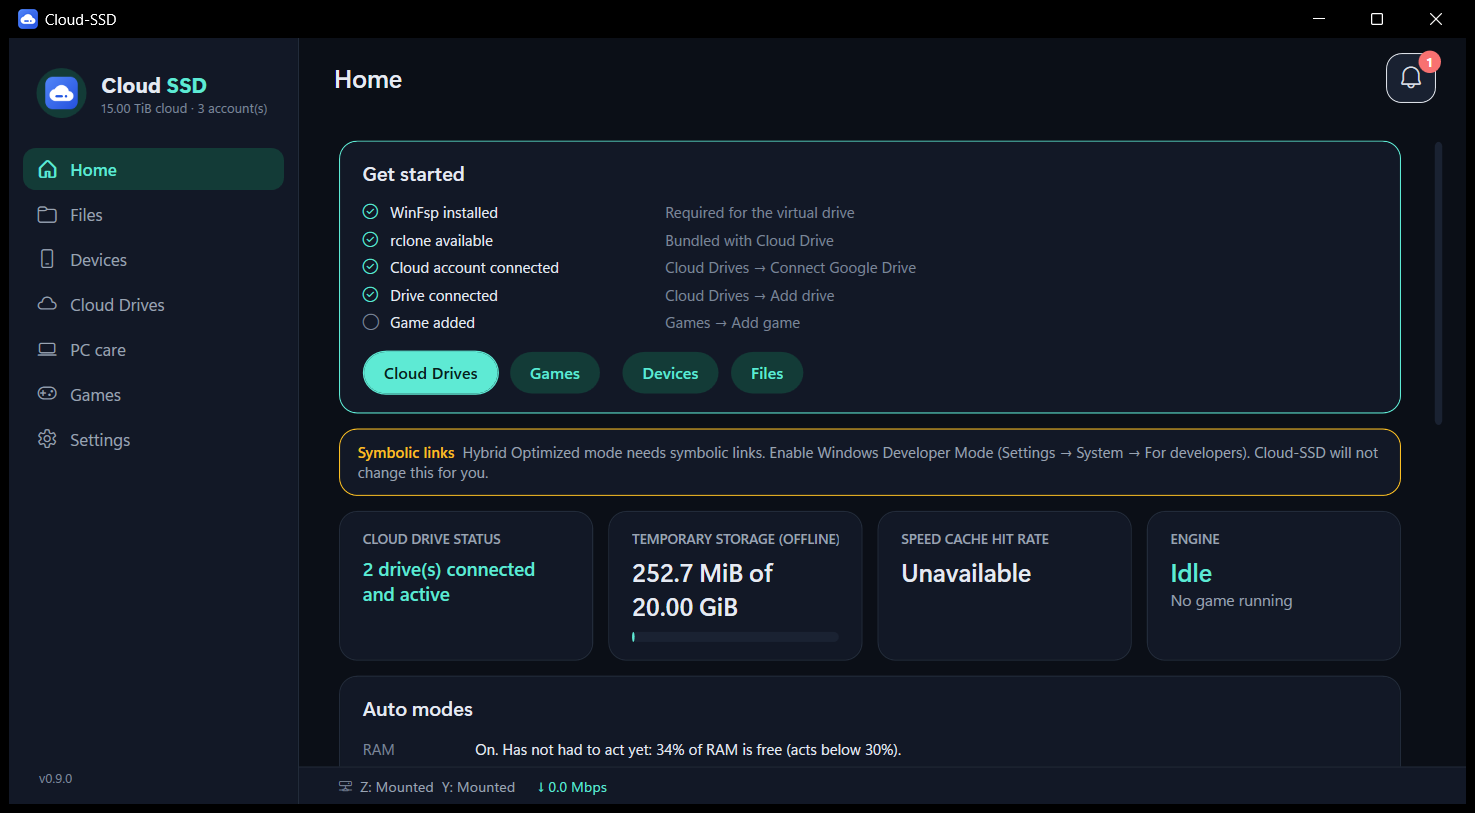 Cloud-SSD
Cloud SSD
15.00 TiB cloud · 3 account(s)
Home
Files
Devices
Cloud Drives
PC care
Games
Settings
v0.9.0
Home
1
Get started
WinFsp installed Required for the virtual drive
rclone available Bundled with Cloud Drive
Cloud account connected Cloud Drives → Connect Google Drive
Drive connected Cloud Drives → Add drive
Game added Games → Add game
Cloud Drives Games Devices Files
Symbolic links Hybrid Optimized mode needs symbolic links. Enable Windows Developer Mode (Settings → System → For developers). Cloud-SSD will not
change this for you.
CLOUD DRIVE STATUS
2 drive(s) connected
and active
TEMPORARY STORAGE (OFFLINE)
252.7 MiB of
20.00 GiB
SPEED CACHE HIT RATE
Unavailable
ENGINE
Idle
No game running
Auto modes
RAM On. Has not had to act yet: 34% of RAM is free (acts below 30%).
Z: Mounted Y: Mounted ↓ 0.0 Mbps